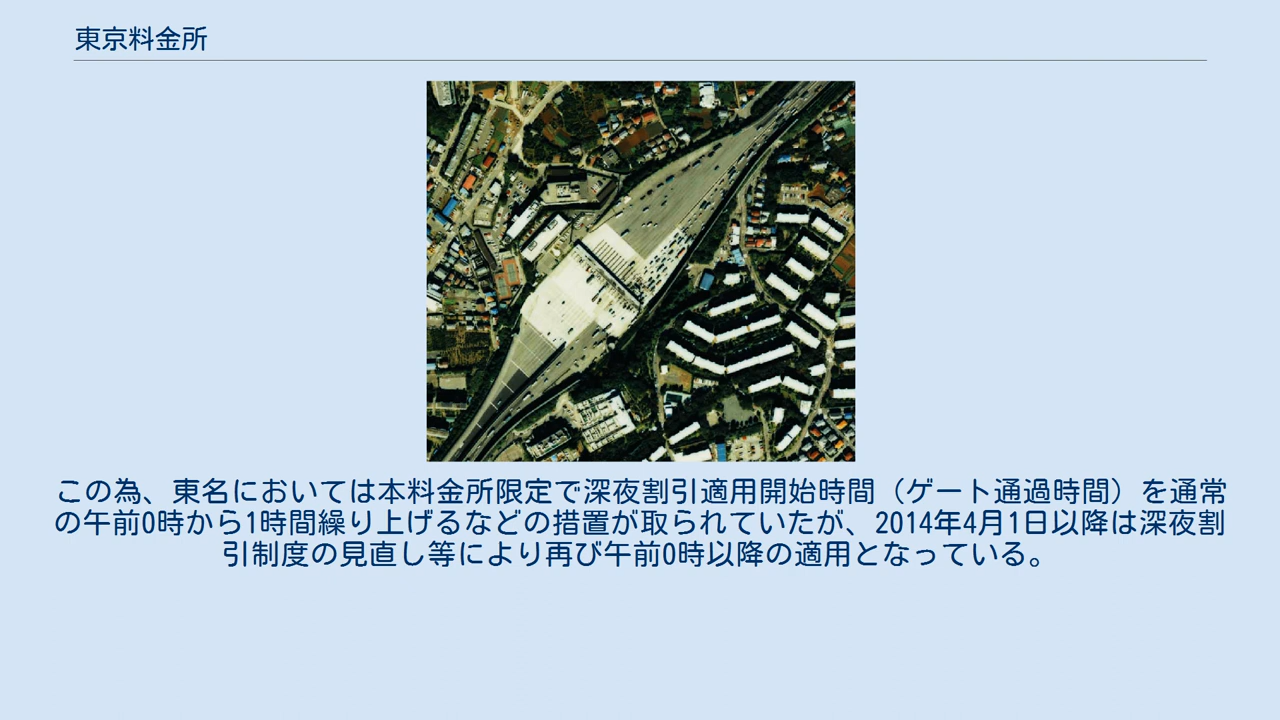 東京料金所
この為、東名においては本料金所限定で深夜割引適用開始時間（ゲート通過時間）を通常
の午前0時から1時間繰り上げるなどの措置が取られていたが、2014年4月1日以降は深夜割
引制度の見直し等により再び午前0時以降の適用となっている。